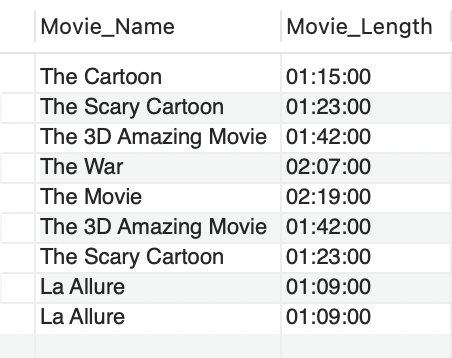 Movie_Name Movie_Length
The Cartoon 01:15:00
The Scary Cartoon 01:23:00
The 3D Amazing Movie 01:42:00
The War 02:07:00
The Movie 02:19:00
The 3D Amazing Movie 01:42:00
The Scary Cartoon 01:23:00
La Allure 01:09:00
La Allure 01:09:00